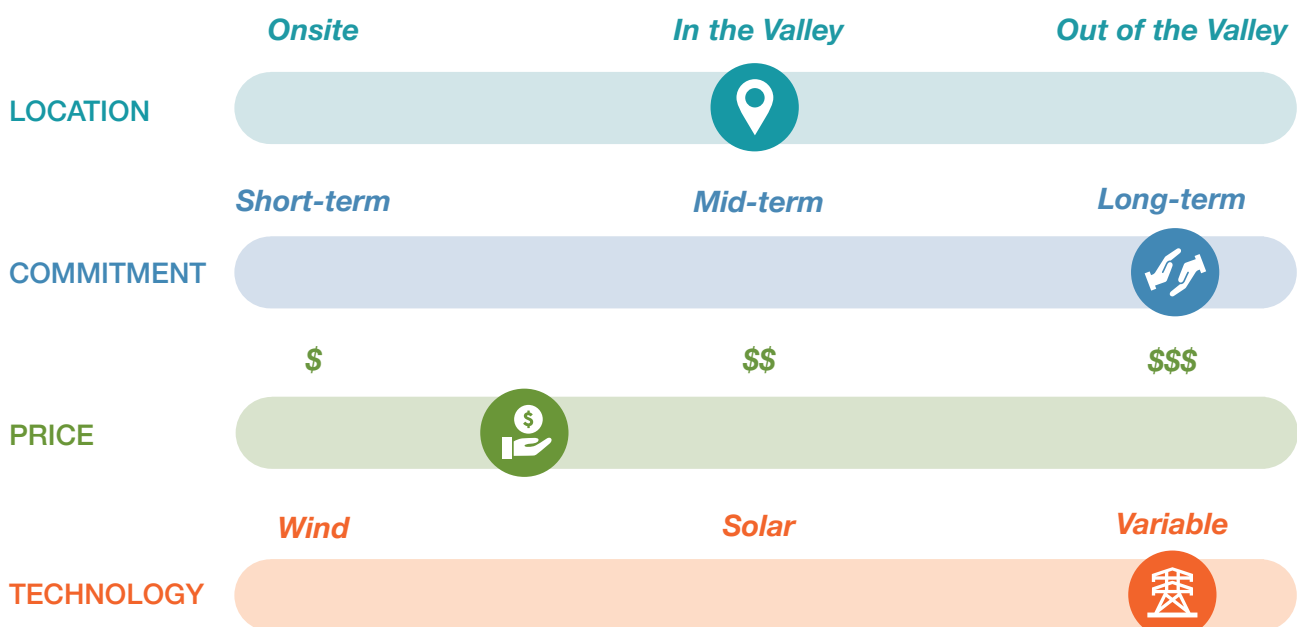 Onsite In the Valley Out of the Valley
LOCATION
Short-term Mid-term Long-term
COMMITMENT
$ $$ $$$
$
PRICE
Wind Solar Variable
TECHNOLOGY